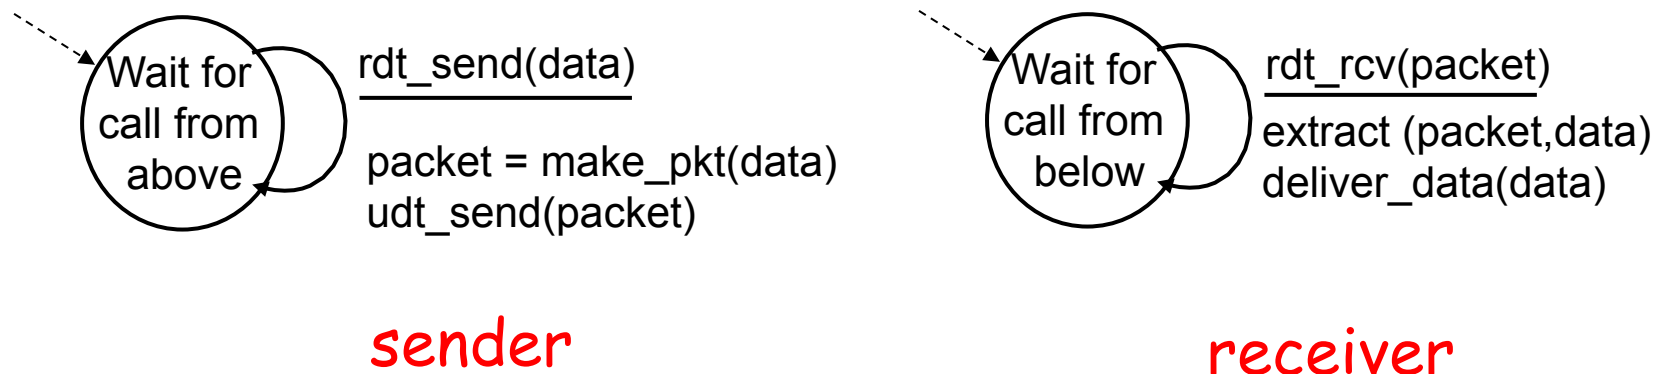 Wait for
call from
above
rdt_send(data)
packet = make_pkt(data)
udt_send(packet)
sender
Wait for
call from
below
rdt_rcv(packet)
extract (packet,data)
deliver_data(data)
receiver